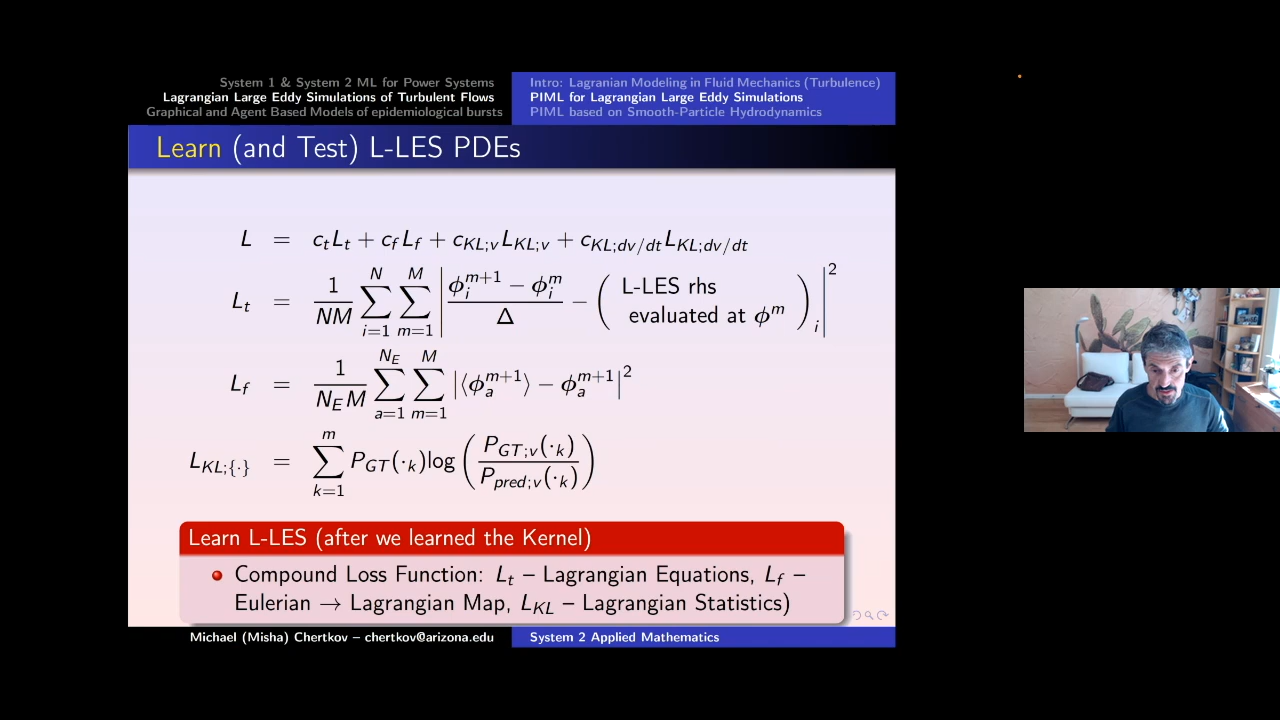 System 1 & System 2 ML for Power Systems
Lagrangian Large Eddy Simulations of Turbulent Flows
Graphical and Agent Based Models of epidemiological bursts
Intro: Lagranian Modeling in Fluid Mechanics (Turbulence)
PIML for Lagrangian Large Eddy Simulations
PIML based on Smooth-Particle Hydrodynamics
Learn (and Test) L-LES PDEs
L = c_t L_t + c_f L_f + c_{KL;v} L_{KL;v} + c_{KL;dv/dt} L_{KL;dv/dt}
L_t = \frac{1}{NM} \sum_{i=1}^{N} \sum_{m=1}^{M} \left| \frac{\phi_i^{m+1} - \phi_i^m}{\Delta} - \left( \text{L-LES rhs evaluated at } \phi^m \right)_i \right|^2
L_f = \frac{1}{N_E M} \sum_{a=1}^{N_E} \sum_{m=1}^{M} \left| \langle \phi_a^{m+1} \rangle - \phi_a^{m+1} \right|^2
L_{KL;\{\cdot\}} = \sum_{k=1}^{m} P_{GT}(\cdot_k) \log \left( \frac{P_{GT;v}(\cdot_k)}{P_{pred;v}(\cdot_k)} \right)
Learn L-LES (after we learned the Kernel)
Compound Loss Function: L_t – Lagrangian Equations, L_f –
Eulerian → Lagrangian Map, L_{KL} – Lagrangian Statistics)
Michael (Misha) Chertkov – chertkov@arizona.edu
System 2 Applied Mathematics